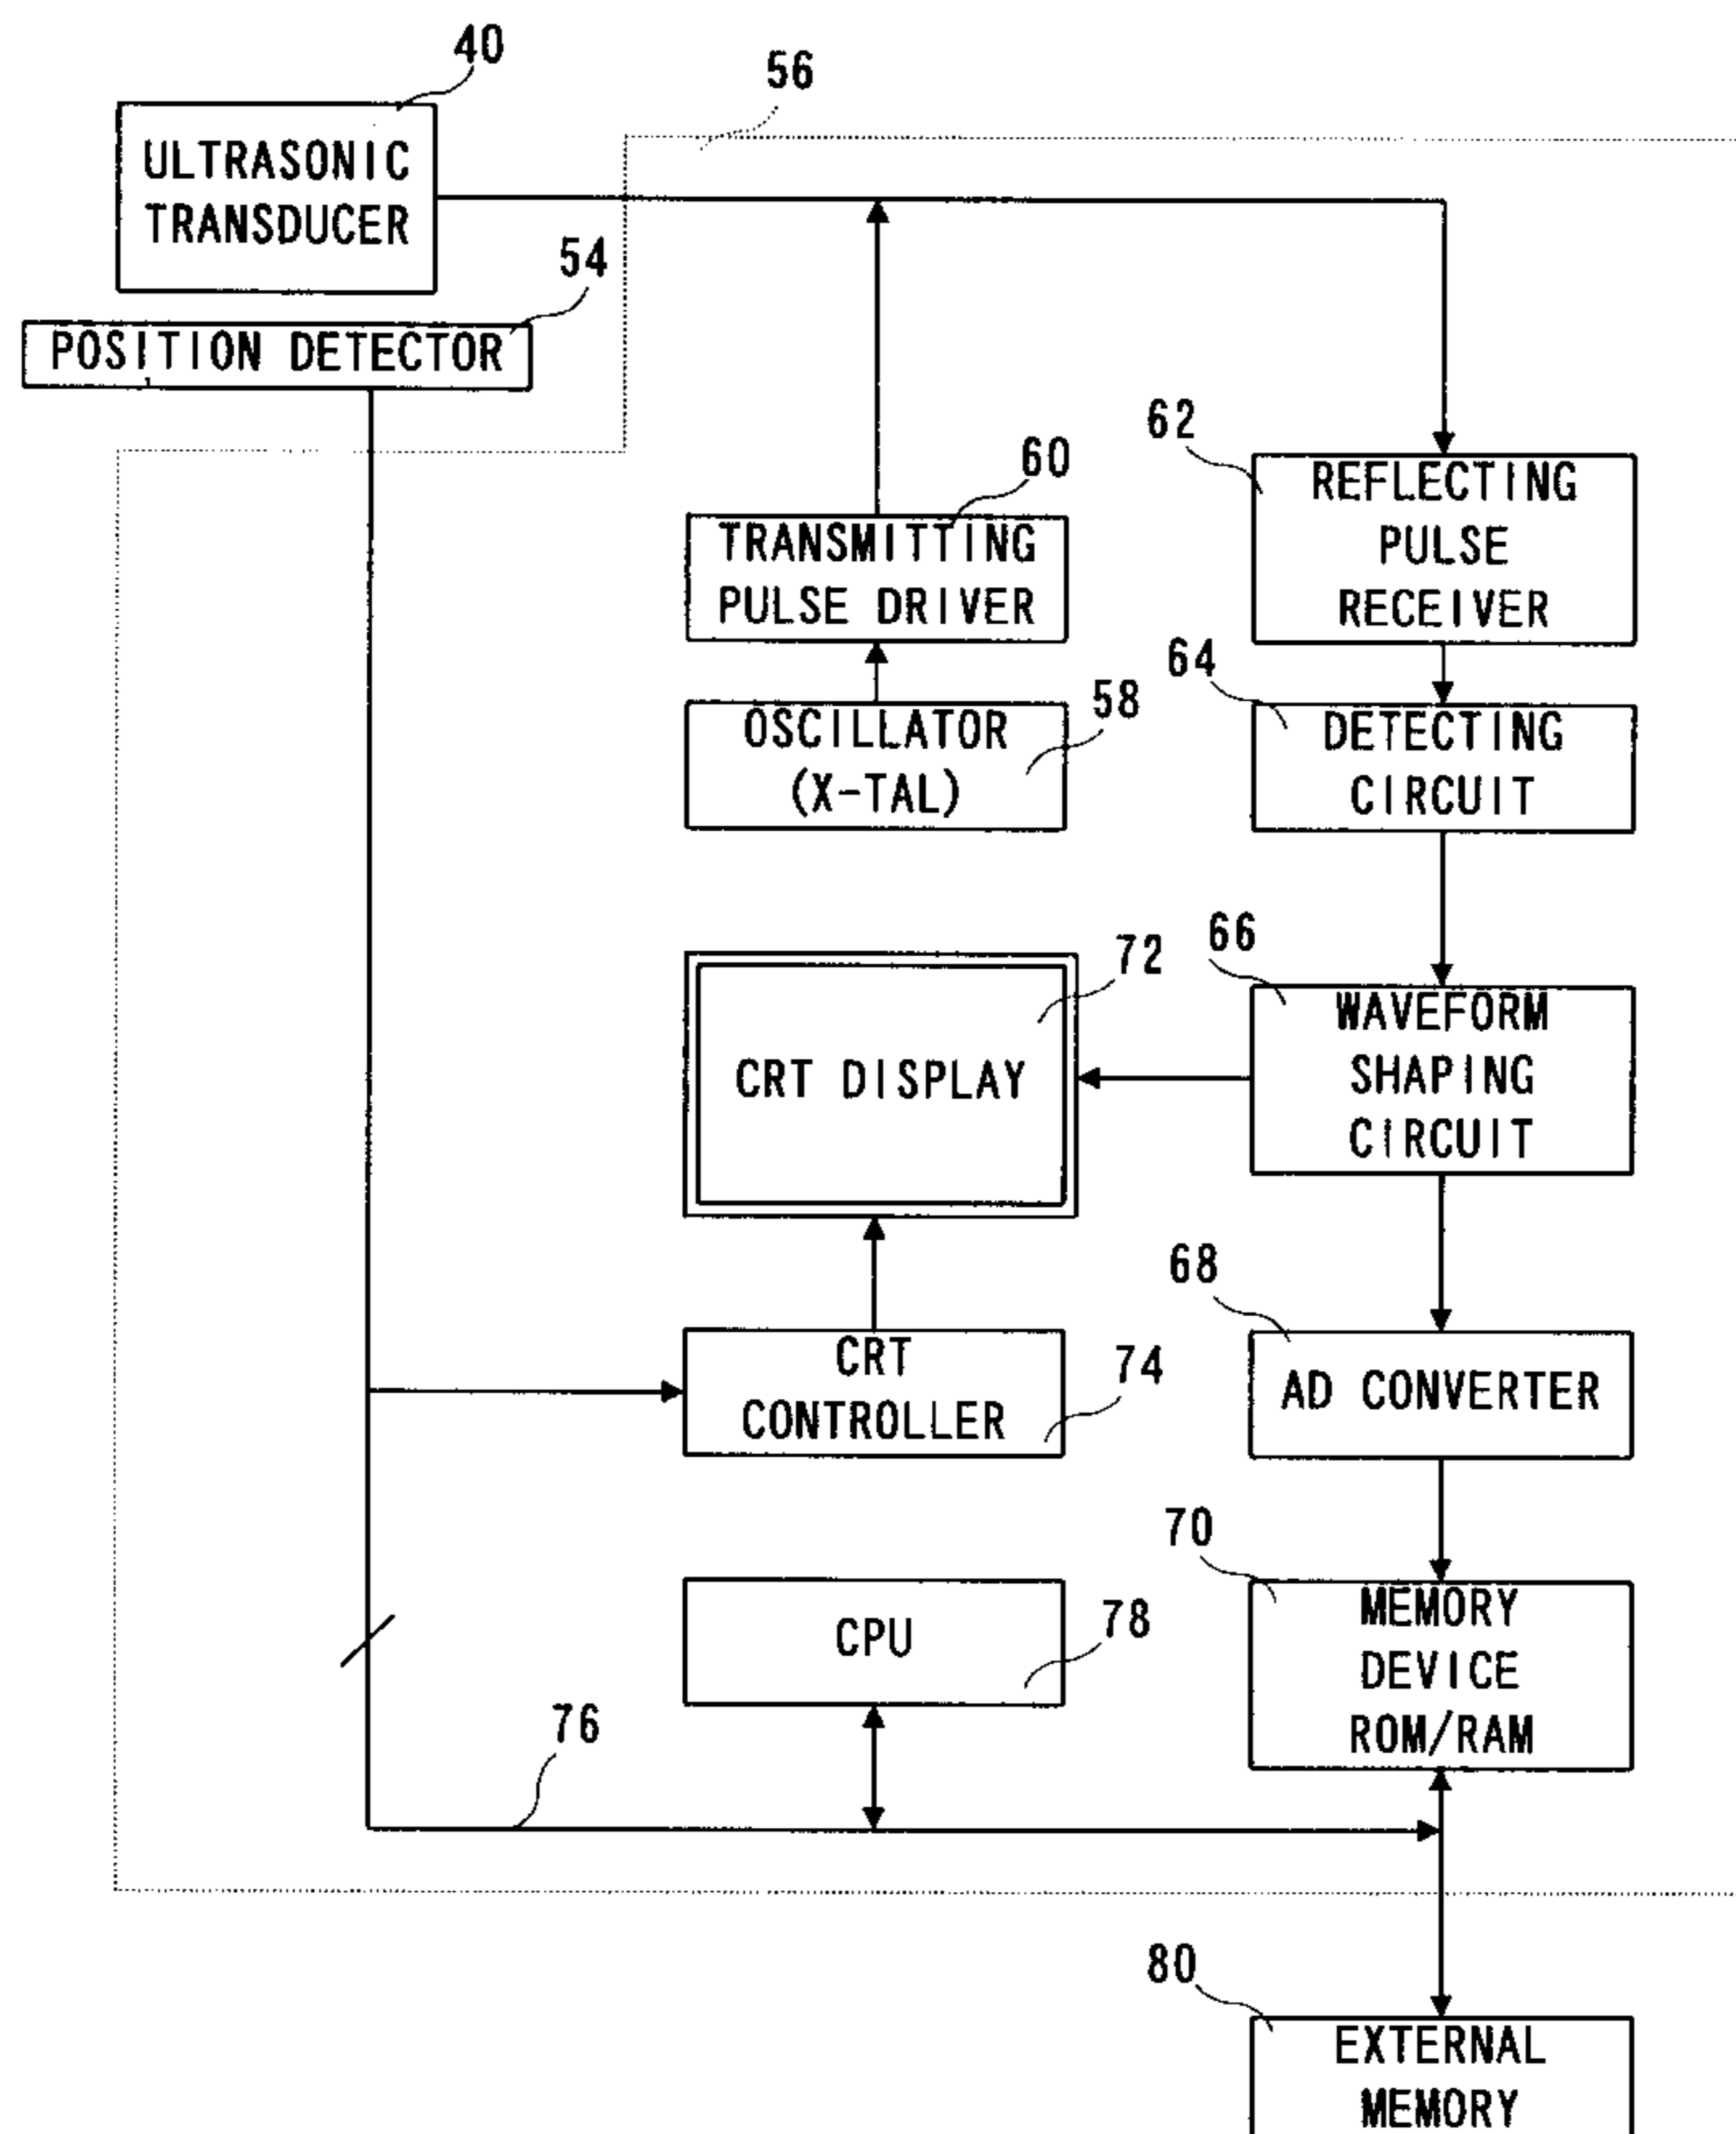 40
56
ULTRASONIC
TRANSDUCER
54
POSITION DETECTOR
62
60
REFLECTING
PULSE
RECEIVER
TRANSMITTING
PULSE DRIVER
64
58
OSCILLATOR
(X-TAL)
DETECTING
CIRCUIT
66
72
WAVEFORM
SHAPING
CIRCUIT
CRT DISPLAY
68
74
CRT
CONTROLLER
AD CONVERTER
70
78
CPU
MEMORY
DEVICE
ROM/RAM
76
80
EXTERNAL
MEMORY